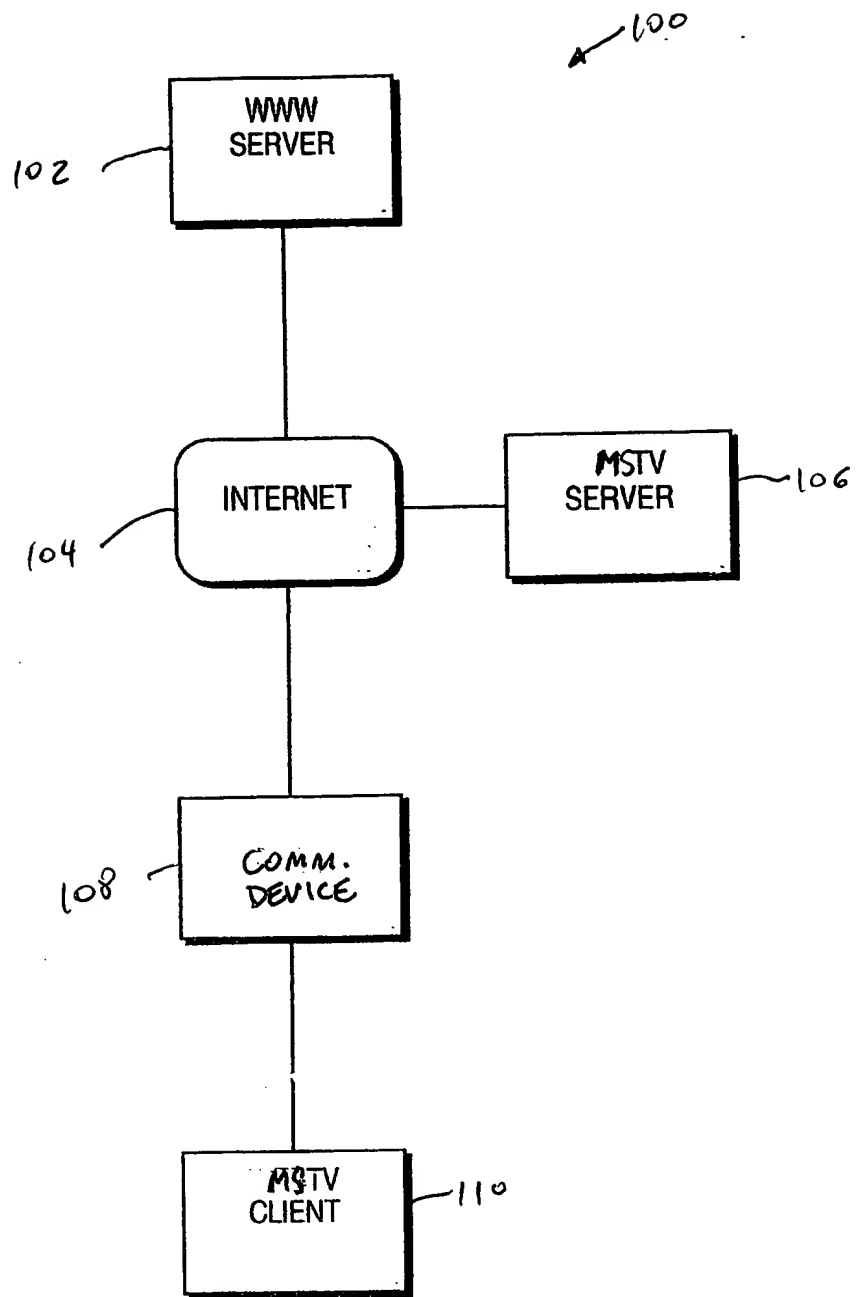 100
WWW
SERVER
102
INTERNET
104
MSTV
SERVER
106
COMM.
DEVICE
108
MSTV
CLIENT
110